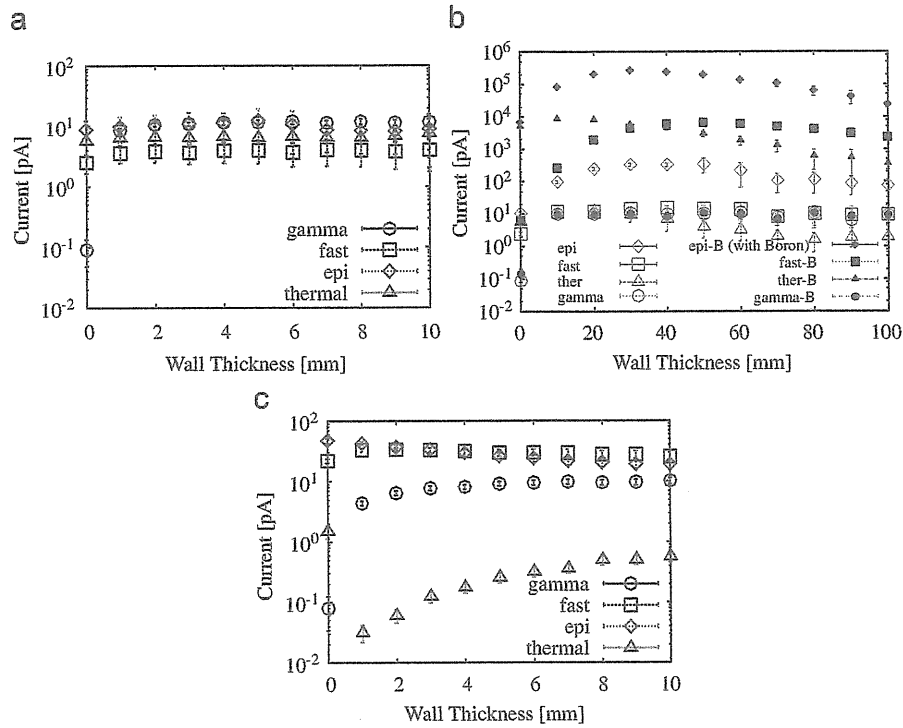 a
10^2
10^1
10^0
10^-1
10^-2
Current [pA]
gamma
fast
epi
thermal
0 2 4 6 8 10
Wall Thickness [mm]
b
10^6
10^5
10^4
10^3
10^2
10^1
10^0
10^-1
10^-2
Current [pA]
epi
fast
ther
gamma
epi-B (with Boron)
fast-B
ther-B
gamma-B
0 20 40 60 80 100
Wall Thickness [mm]
c
10^2
10^1
10^0
10^-1
10^-2
Current [pA]
gamma
fast
epi
thermal
0 2 4 6 8 10
Wall Thickness [mm]